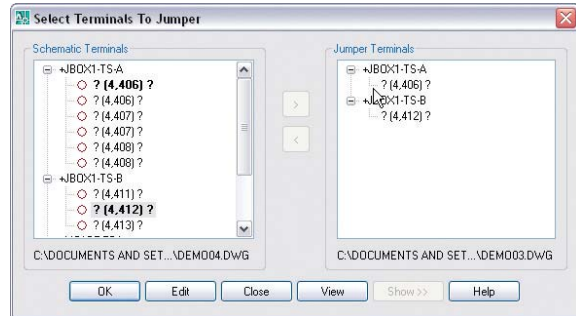 Select Terminals To Jumper
Schematic Terminals
+JBOX1-TS-A
? (4,406) ?
? (4,406) ?
? (4,407) ?
? (4,407) ?
? (4,408) ?
? (4,408) ?
+JBOX1-TS-B
? (4,411) ?
? (4,412) ?
? (4,413) ?
C:\DOCUMENTS AND SET...\DEMO04.DWG
Jumper Terminals
+JBOX1-TS-A
? (4,406) ?
+JBOX1-TS-B
? (4,412) ?
C:\DOCUMENTS AND SET...\DEMO03.DWG
>
<
OK Edit Close View Show >> Help